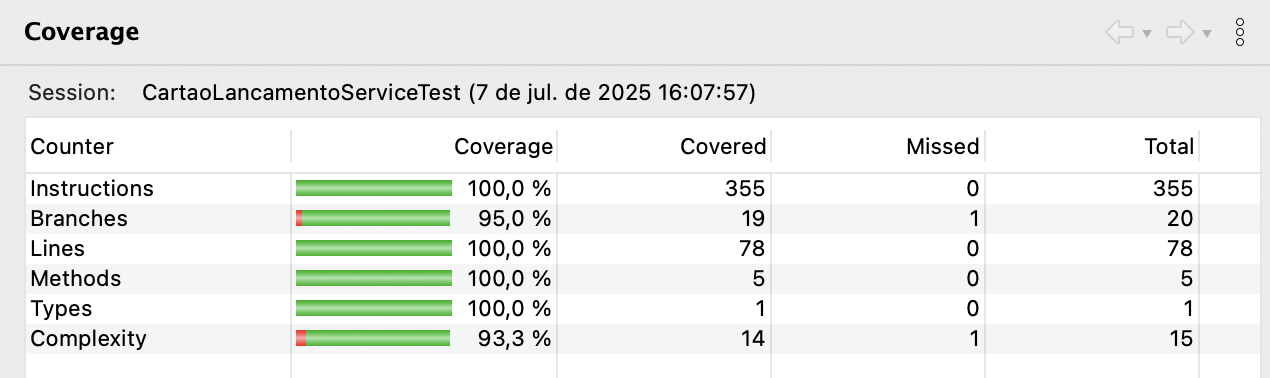 Coverage
Session: CartaoLancamentoServiceTest (7 de jul. de 2025 16:07:57)
Counter Coverage Covered Missed Total
Instructions 100,0 % 355 0 355
Branches 95,0 % 19 1 20
Lines 100,0 % 78 0 78
Methods 100,0 % 5 0 5
Types 100,0 % 1 0 1
Complexity 93,3 % 14 1 15